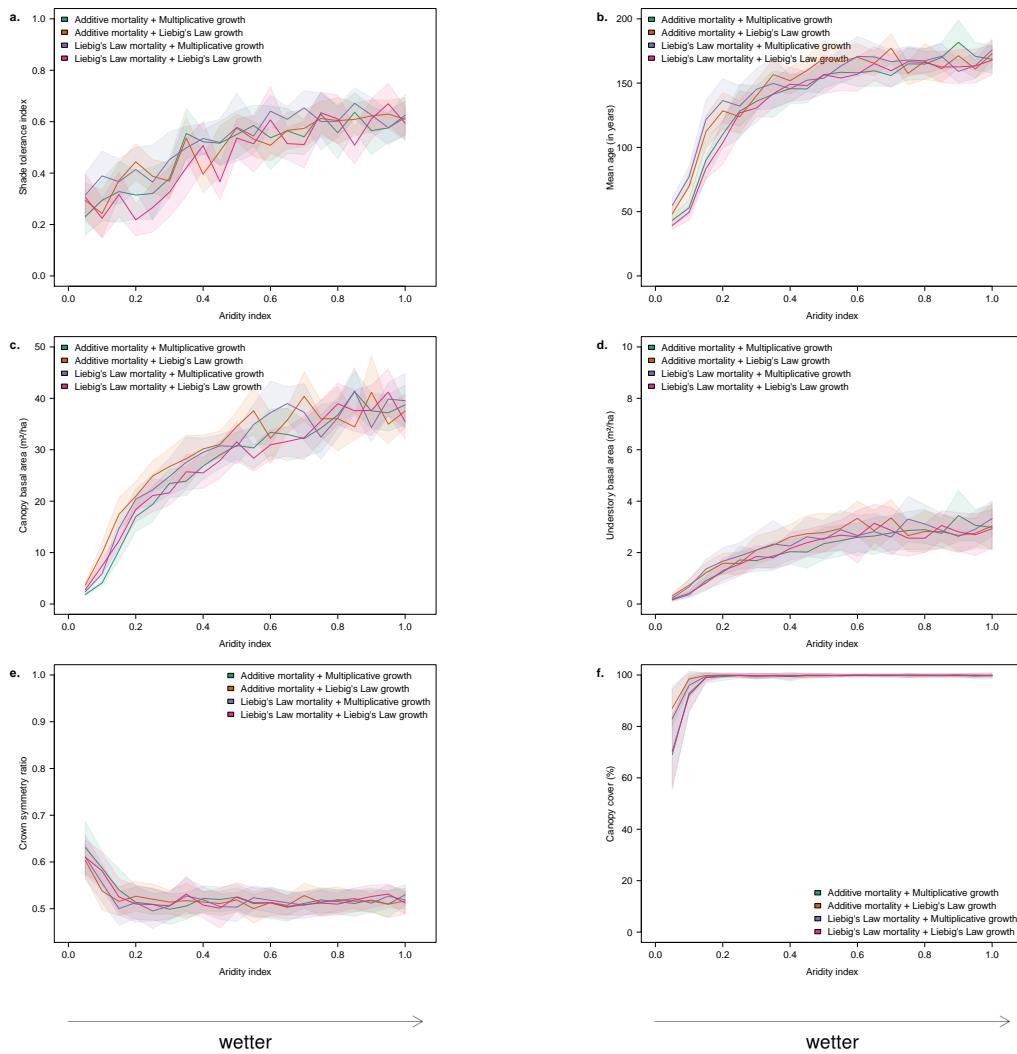 a.
Additive mortality + Multiplicative growth
Additive mortality + Liebig's Law growth
Liebig's Law mortality + Multiplicative growth
Liebig's Law mortality + Liebig's Law growth
Shade tolerance index
1.0
0.8
0.6
0.4
0.2
0.0
0.0 0.2 0.4 0.6 0.8 1.0
Aridity index
b.
Additive mortality + Multiplicative growth
Additive mortality + Liebig's Law growth
Liebig's Law mortality + Multiplicative growth
Liebig's Law mortality + Liebig's Law growth
Mean age (in years)
200
150
100
50
0
0.0 0.2 0.4 0.6 0.8 1.0
Aridity index
c.
Additive mortality + Multiplicative growth
Additive mortality + Liebig's Law growth
Liebig's Law mortality + Multiplicative growth
Liebig's Law mortality + Liebig's Law growth
Canopy basal area (m²/ha)
50
40
30
20
10
0
0.0 0.2 0.4 0.6 0.8 1.0
Aridity index
d.
Additive mortality + Multiplicative growth
Additive mortality + Liebig's Law growth
Liebig's Law mortality + Multiplicative growth
Liebig's Law mortality + Liebig's Law growth
Understory basal area (m²/ha)
10
8
6
4
2
0
0.0 0.2 0.4 0.6 0.8 1.0
Aridity index
e.
Additive mortality + Multiplicative growth
Additive mortality + Liebig's Law growth
Liebig's Law mortality + Multiplicative growth
Liebig's Law mortality + Liebig's Law growth
Crown symmetry ratio
1.0
0.9
0.8
0.7
0.6
0.5
0.0 0.2 0.4 0.6 0.8 1.0
Aridity index
f.
Additive mortality + Multiplicative growth
Additive mortality + Liebig's Law growth
Liebig's Law mortality + Multiplicative growth
Liebig's Law mortality + Liebig's Law growth
Canopy cover (%)
100
80
60
40
20
0
0.0 0.2 0.4 0.6 0.8 1.0
Aridity index
wetter
wetter